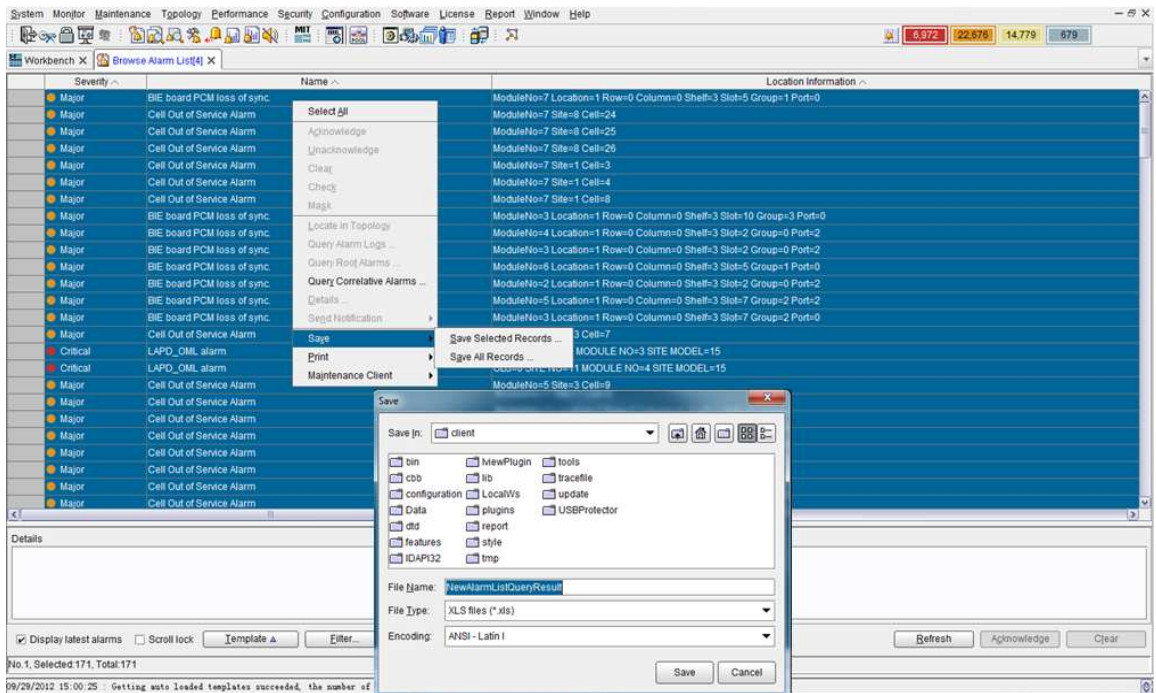 System Monitor Maintenance Topology Performance Security Configuration Software License Report Window Help
MIT
6,972 22,676 14,779 679
Workbench Browse Alarm List[4]
Severity Name Location Information
Major BIE board PCM loss of sync. ModuleNo=7 Location=1 Row=0 Column=0 Shelf=3 Slot=5 Group=1 Port=0
Major Cell Out of Service Alarm ModuleNo=7 Site=8 Cell=24
Major Cell Out of Service Alarm ModuleNo=7 Site=8 Cell=25
Major Cell Out of Service Alarm ModuleNo=7 Site=8 Cell=26
Major Cell Out of Service Alarm ModuleNo=7 Site=1 Cell=3
Major Cell Out of Service Alarm ModuleNo=7 Site=1 Cell=4
Major Cell Out of Service Alarm ModuleNo=7 Site=1 Cell=8
Major BIE board PCM loss of sync. ModuleNo=3 Location=1 Row=0 Column=0 Shelf=3 Slot=10 Group=3 Port=0
Major BIE board PCM loss of sync. ModuleNo=4 Location=1 Row=0 Column=0 Shelf=3 Slot=2 Group=0 Port=2
Major BIE board PCM loss of sync. ModuleNo=3 Location=1 Row=0 Column=0 Shelf=3 Slot=2 Group=0 Port=2
Major BIE board PCM loss of sync. ModuleNo=6 Location=1 Row=0 Column=0 Shelf=3 Slot=5 Group=1 Port=0
Major BIE board PCM loss of sync. ModuleNo=2 Location=1 Row=0 Column=0 Shelf=3 Slot=2 Group=0 Port=2
Major BIE board PCM loss of sync. ModuleNo=5 Location=1 Row=0 Column=0 Shelf=3 Slot=7 Group=2 Port=2
Major BIE board PCM loss of sync. ModuleNo=3 Location=1 Row=0 Column=0 Shelf=3 Slot=7 Group=2 Port=0
Major Cell Out of Service Alarm 3 Cell=7
Critical LAPD_OML alarm MODULE NO=3 SITE MODEL=15
Critical LAPD_OML alarm MODULE NO=4 SITE MODEL=15
Major Cell Out of Service Alarm ModuleNo=5 Site=3 Cell=9
Major Cell Out of Service Alarm
Major Cell Out of Service Alarm
Major Cell Out of Service Alarm
Major Cell Out of Service Alarm
Major Cell Out of Service Alarm
Major Cell Out of Service Alarm
Major Cell Out of Service Alarm
Select All
Acknowledge
Unacknowledge
Clear
Check
Mask
Locate in Topology
Query Alarm Logs ...
Query Root Alarms ...
Query Correlative Alarms ...
Details ...
Send Notification
Save
Print
Maintenance Client
Save Selected Records ...
Save All Records ...
Save
Save In: client
bin IviewPlugin tools
cbb lib tracefile
configuration LocalWs update
Data plugins USBProtector
dtd report
features style
IDAPI32 tmp
File Name: NewAlarmListQueryResult
File Type: XLS files (*.xls)
Encoding: ANSI - Latin I
Save Cancel
Details
Display latest alarms Scroll lock Template Filter... Refresh Acknowledge Clear
No.1, Selected:171, Total:171
09/29/2012 15:00:25 : Getting auto loaded templates succeeded, the number of